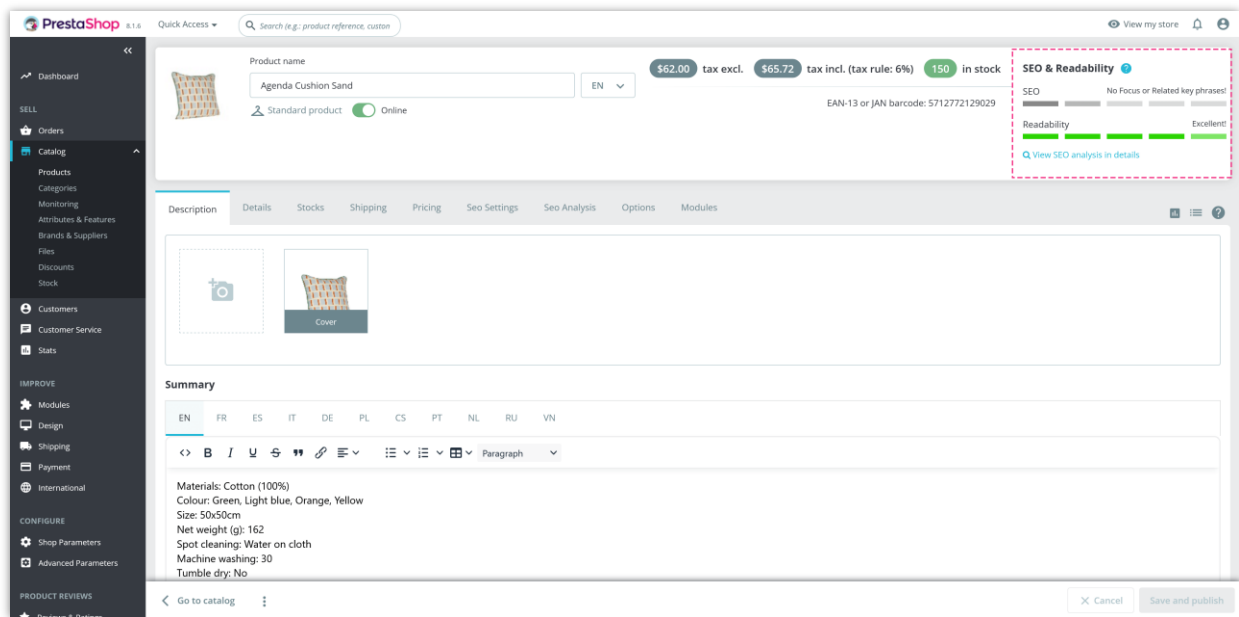 PrestaShop 8.1.6
Quick Access
Search (e.g.: product reference, custon
View my store
Dashboard
SELL
Orders
Catalog
Products
Categories
Monitoring
Attributes & Features
Brands & Suppliers
Files
Discounts
Stock
Customers
Customer Service
Stats
IMPROVE
Modules
Design
Shipping
Payment
International
CONFIGURE
Shop Parameters
Advanced Parameters
PRODUCT REVIEWS
Reviews & Ratings
Product name
Agenda Cushion Sand
EN
Standard product
Online
$62.00 tax excl. $65.72 tax incl. (tax rule: 6%) 150 in stock
EAN-13 or JAN barcode: 5712772129029
SEO & Readability ?
SEO No Focus or Related key phrases!
Readability Excellent!
View SEO analysis in details
Description Details Stocks Shipping Pricing Seo Settings Seo Analysis Options Modules
Cover
Summary
EN FR ES IT DE PL CS PT NL RU VN
B I U S Paragraph
Materials: Cotton (100%)
Colour: Green, Light blue, Orange, Yellow
Size: 50x50cm
Net weight (g): 162
Spot cleaning: Water on cloth
Machine washing: 30
Tumble dry: No
Go to catalog
Cancel
Save and publish